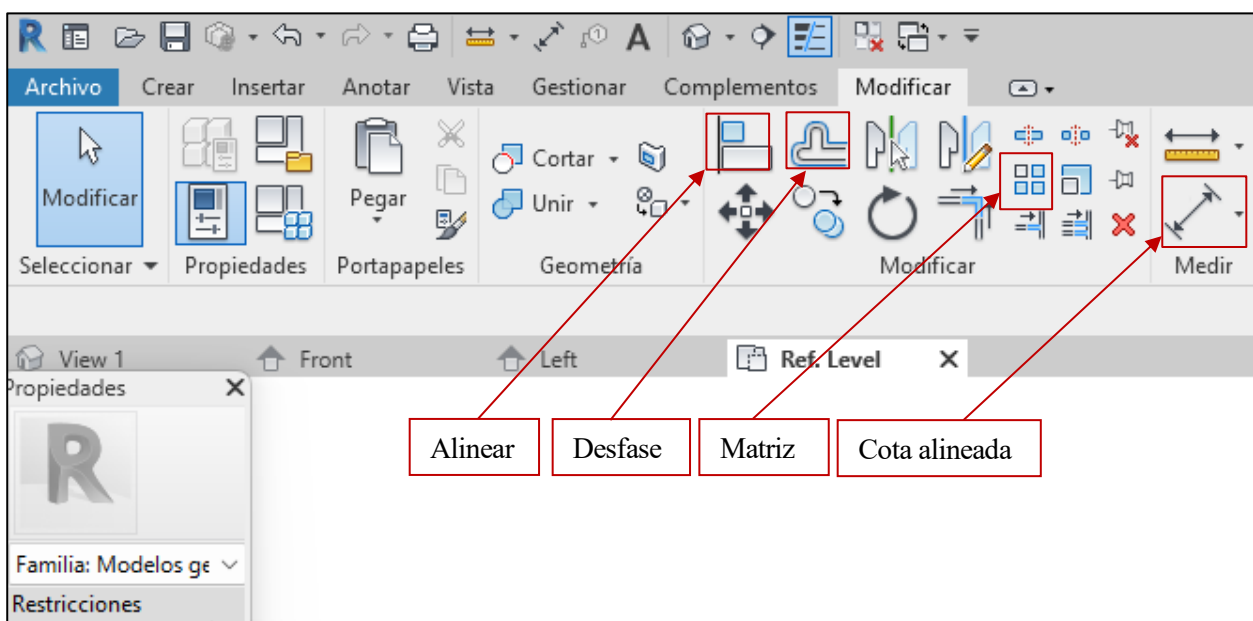 A
Archivo Crear Insertar Anotar Vista Gestionar Complementos Modificar
Cortar
Modificar Pegar Unir
Seleccionar Propiedades Portapapeles Geometría Modificar Medir
View 1 Front Left Ref. Level X
Propiedades X
Alinear Desfase Matriz Cota alineada
R
Familia: Modelos ge
Restricciones